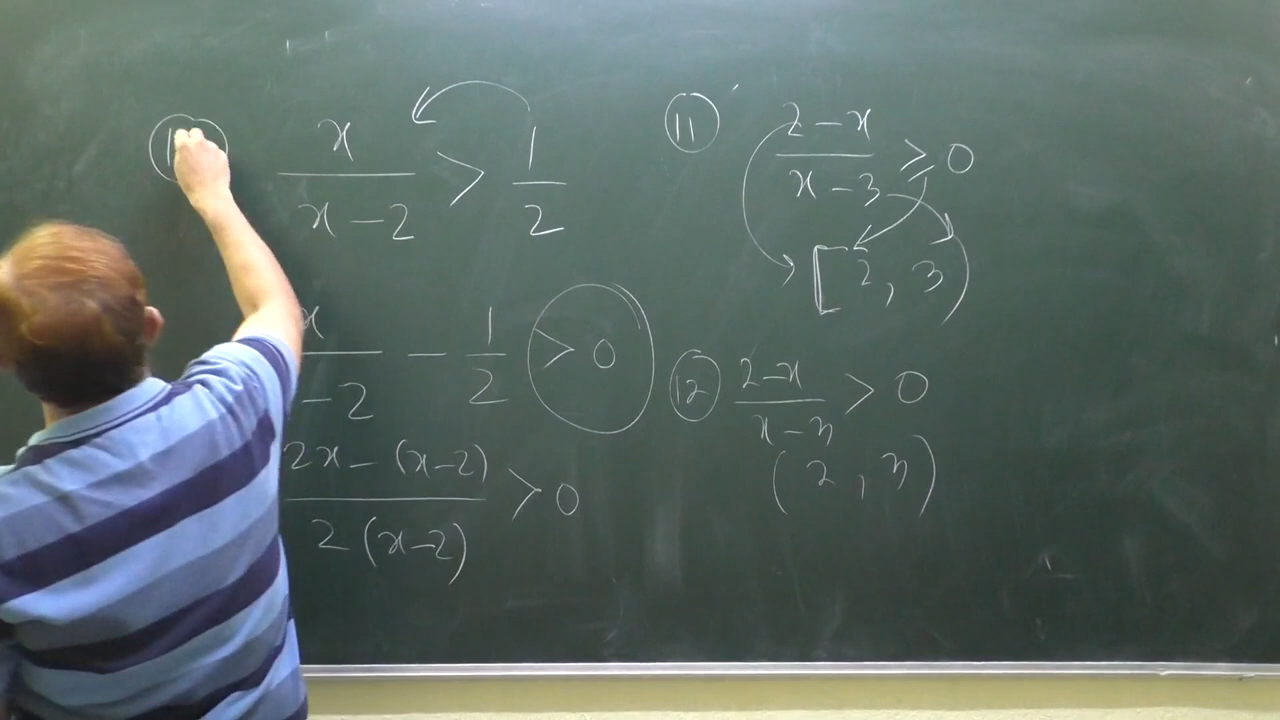 x/(x-2) > 1/2
x/-2 - 1/2 > 0
(2x-(x-2))/(2(x-2)) > 0
11 (2-x)/(x-3) ≥ 0
[2, 3)
12 (2-x)/(x-3) > 0
(2, 3)